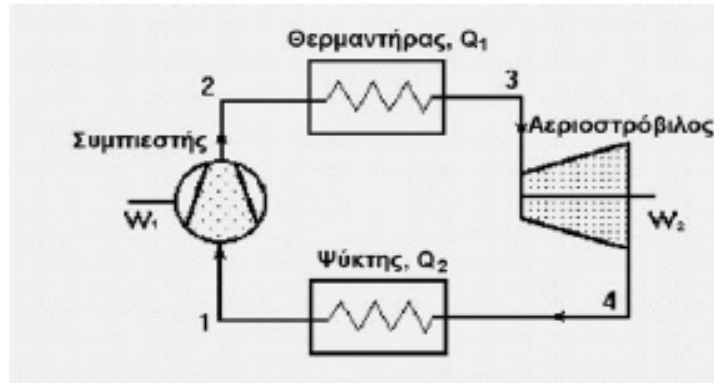 Θερμαντήρας, Q₁
2
3
Συμπιεστής
Αεριοστρόβιλος
W₁
W₂
Ψύκτης, Q₂
1
4